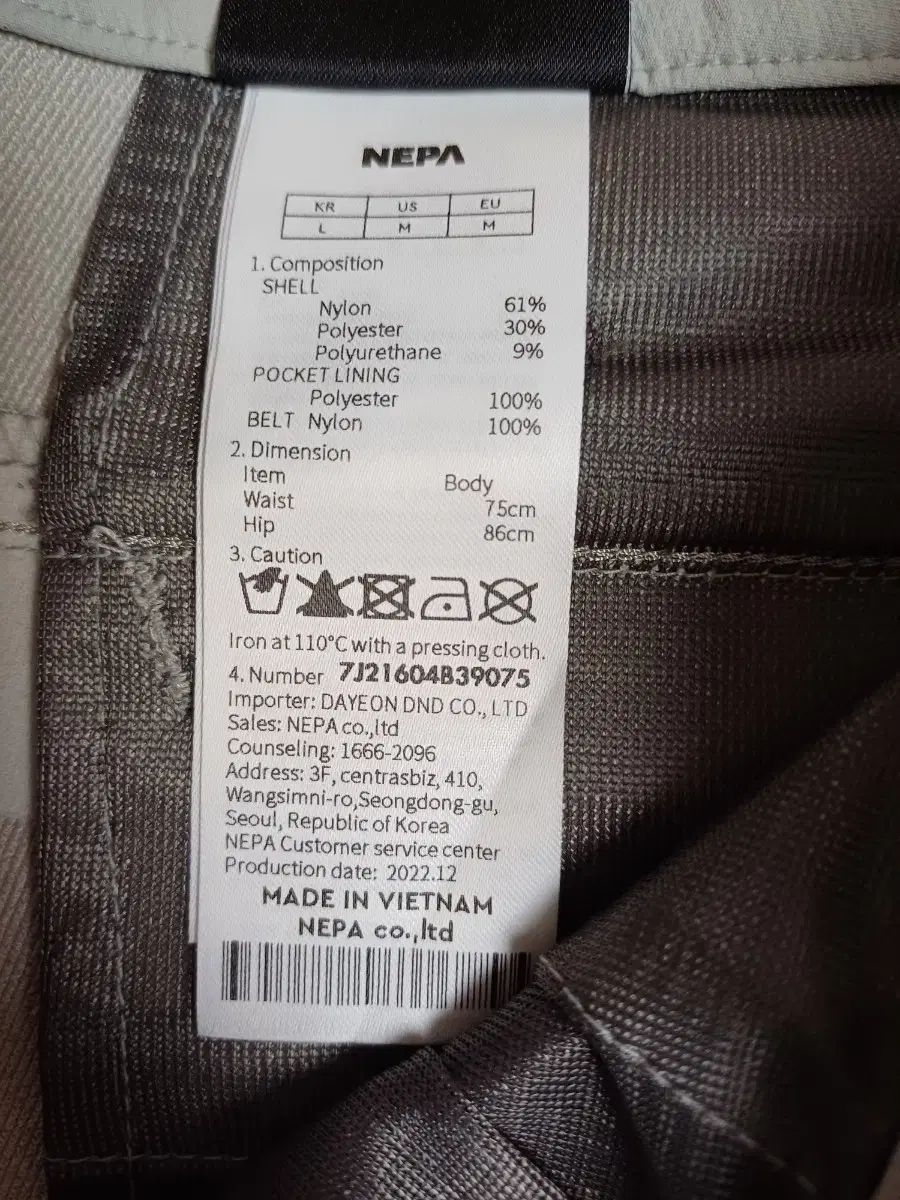 NEPA
KR US EU
L M M
1. Composition
SHELL
Nylon 61%
Polyester 30%
Polyurethane 9%
POCKET LINING
Polyester 100%
BELT Nylon 100%
2. Dimension
Item Body
Waist 75cm
Hip 86cm
3. Caution
Iron at 110°C with a pressing cloth.
4. Number 7J21604B39075
Importer: DAYEON DND CO., LTD
Sales: NEPA co.,ltd
Counseling: 1666-2096
Address: 3F, centrasbiz, 410,
Wangsimni-ro,Seongdong-gu,
Seoul, Republic of Korea
NEPA Customer service center
Production date: 2022.12
MADE IN VIETNAM
NEPA co.,ltd